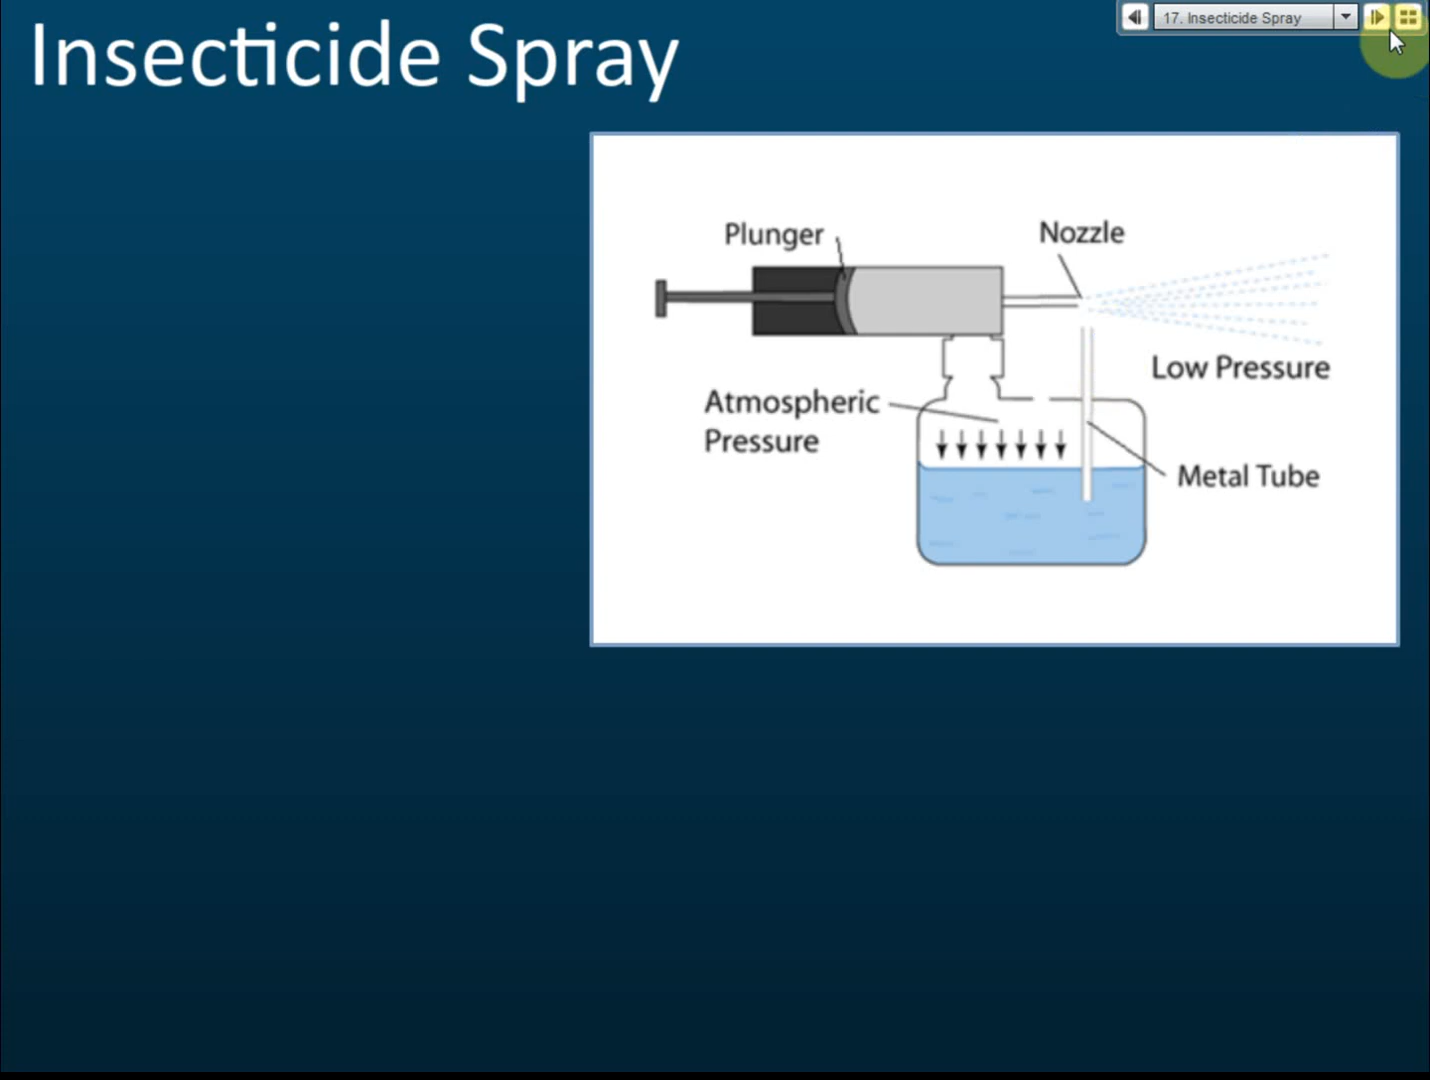 Insecticide Spray
17. Insecticide Spray
Plunger
Nozzle
Low Pressure
Atmospheric
Pressure
Metal Tube